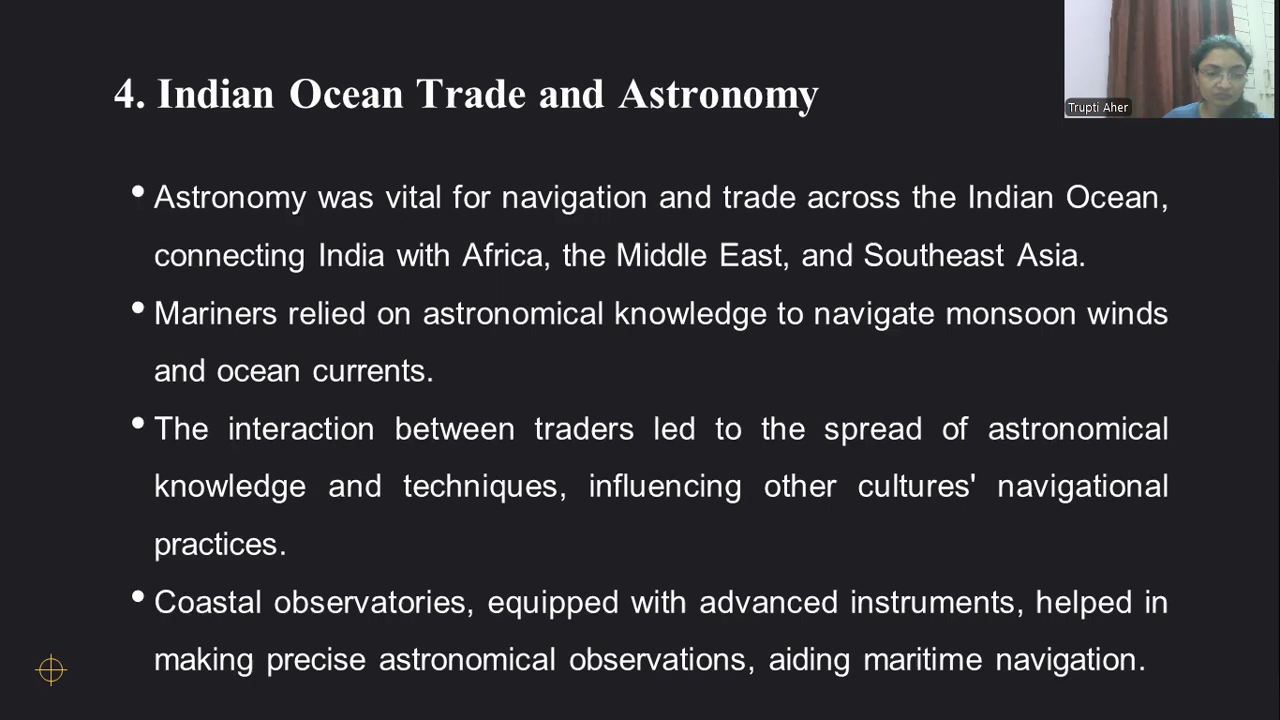 4. Indian Ocean Trade and Astronomy
Trupti Aher
• Astronomy was vital for navigation and trade across the Indian Ocean,
connecting India with Africa, the Middle East, and Southeast Asia.
• Mariners relied on astronomical knowledge to navigate monsoon winds
and ocean currents.
• The interaction between traders led to the spread of astronomical
knowledge and techniques, influencing other cultures' navigational
practices.
• Coastal observatories, equipped with advanced instruments, helped in
making precise astronomical observations, aiding maritime navigation.